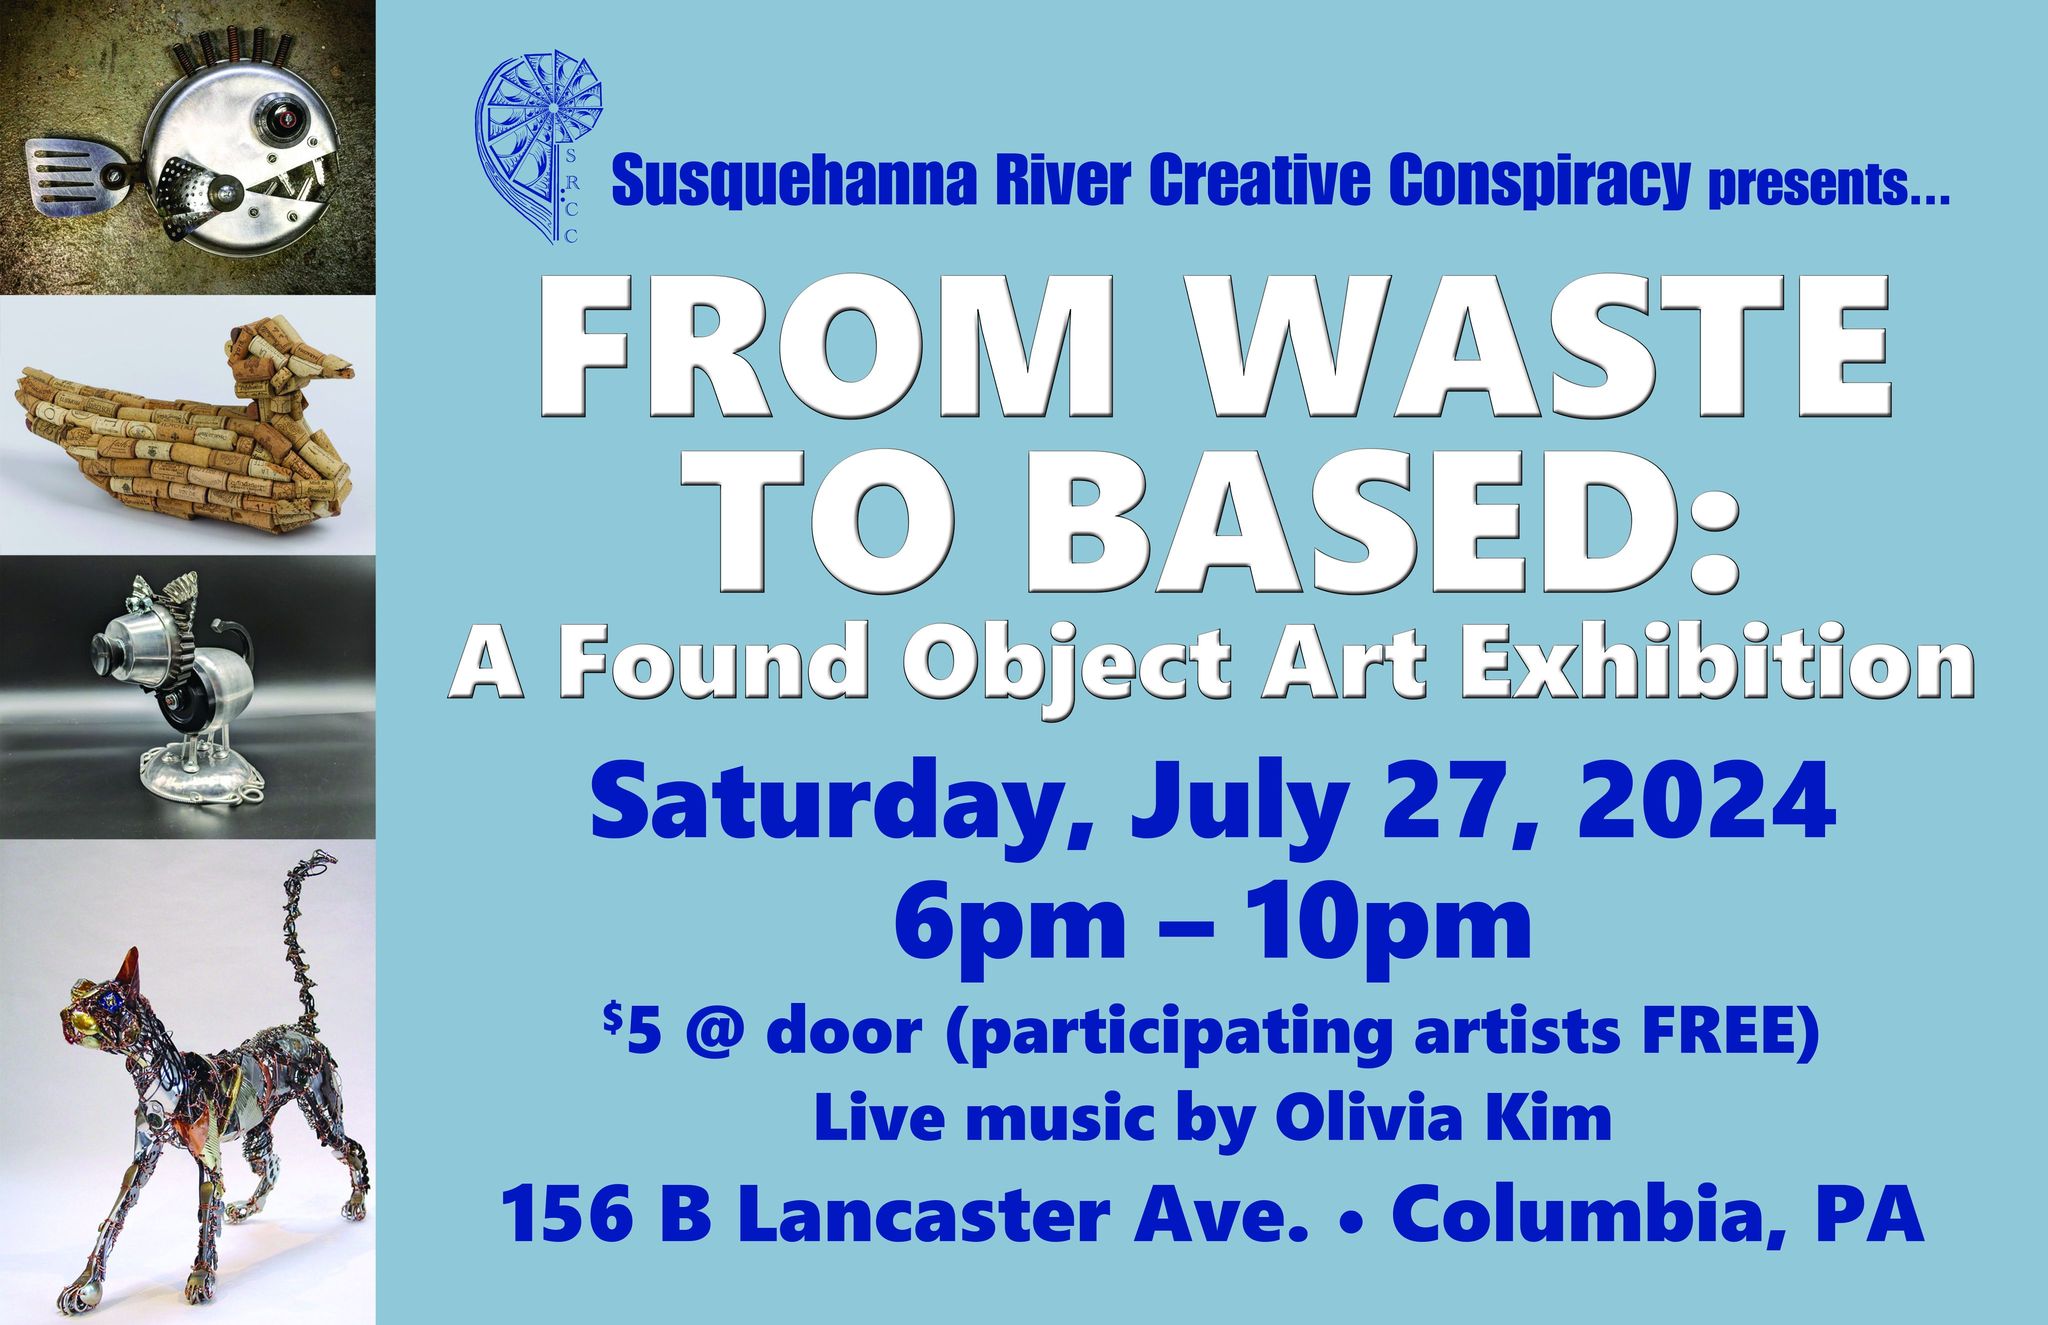 SRCC
Susquehanna River Creative Conspiracy presents...
FROM WASTE
TO BASED:
A Found Object Art Exhibition
Saturday, July 27, 2024
6pm – 10pm
$5 @ door (participating artists FREE)
Live music by Olivia Kim
156 B Lancaster Ave. • Columbia, PA